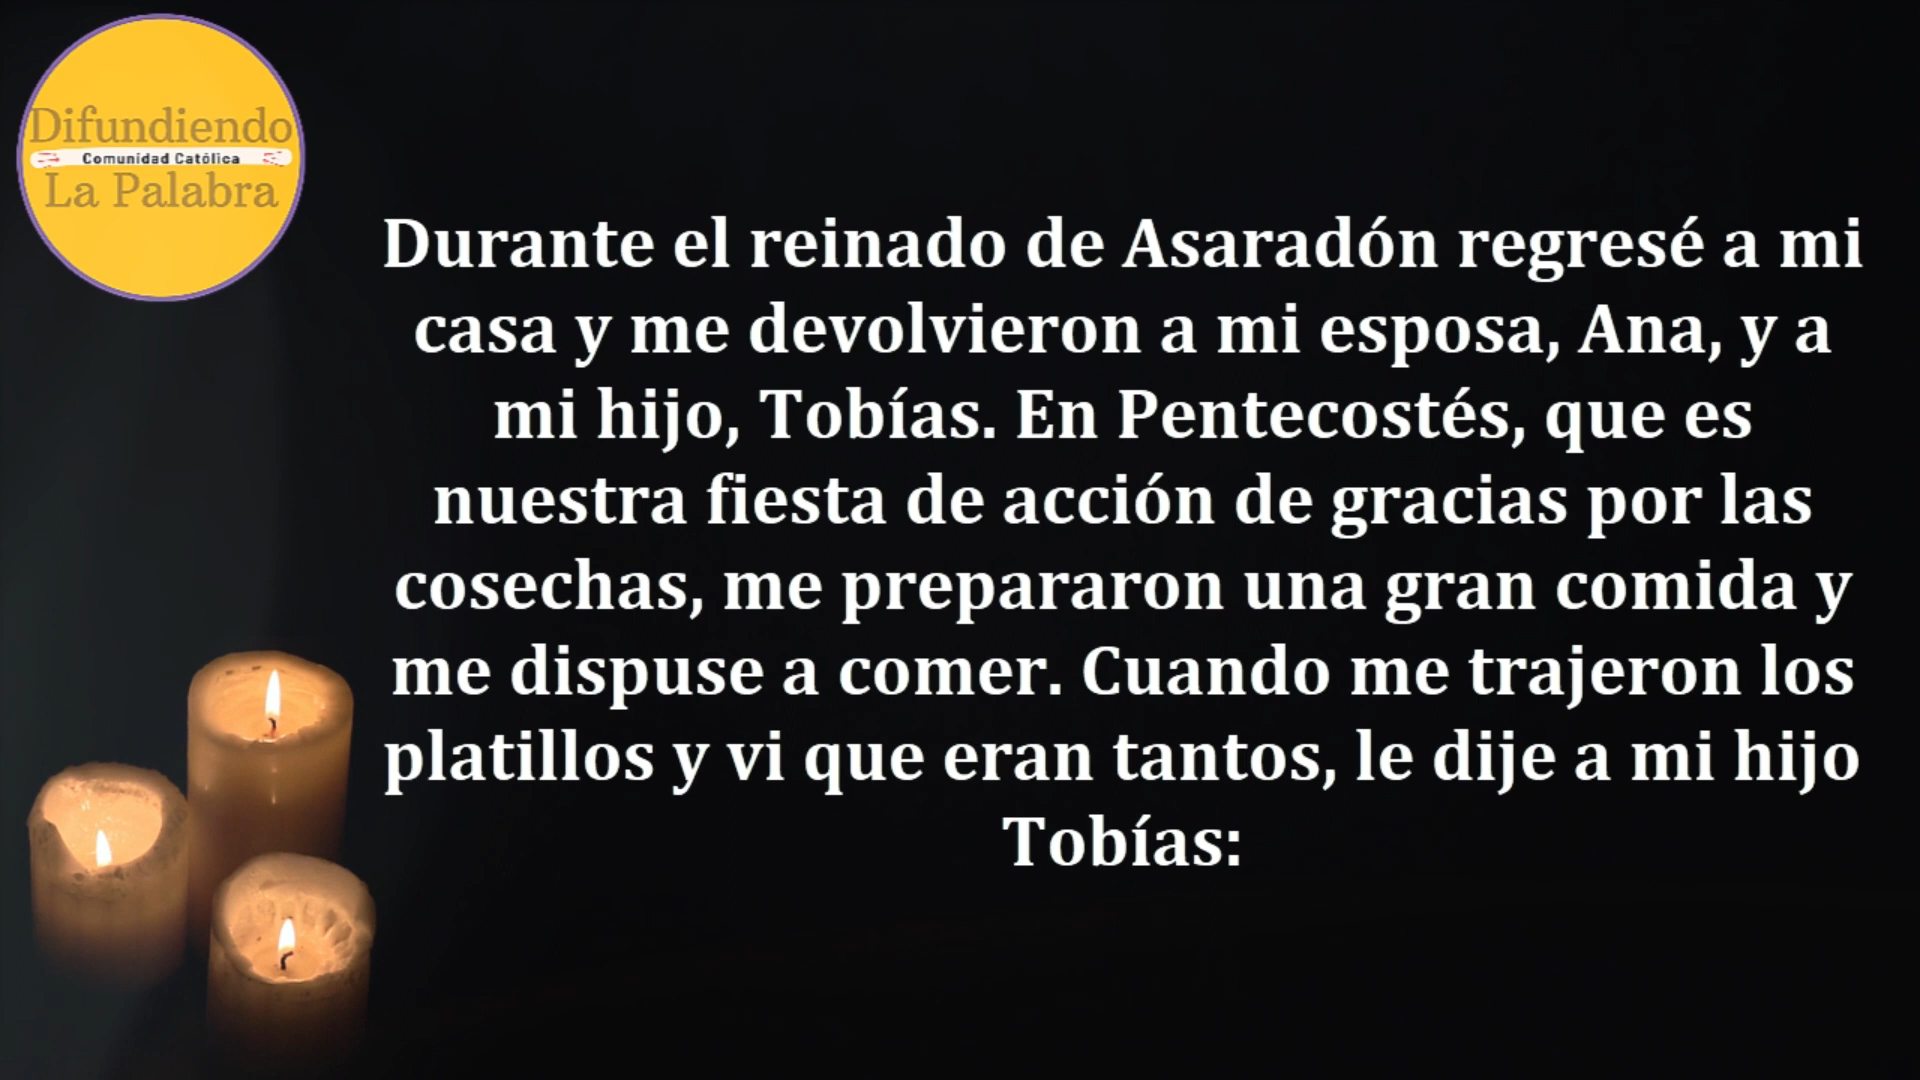 Difundiendo
Comunidad Católica
La Palabra
Durante el reinado de Asaradón regresé a mi
casa y me devolvieron a mi esposa, Ana, y a
mi hijo, Tobías. En Pentecostés, que es
nuestra fiesta de acción de gracias por las
cosechas, me prepararon una gran comida y
me dispuse a comer. Cuando me trajeron los
platillos y vi que eran tantos, le dije a mi hijo
Tobías: